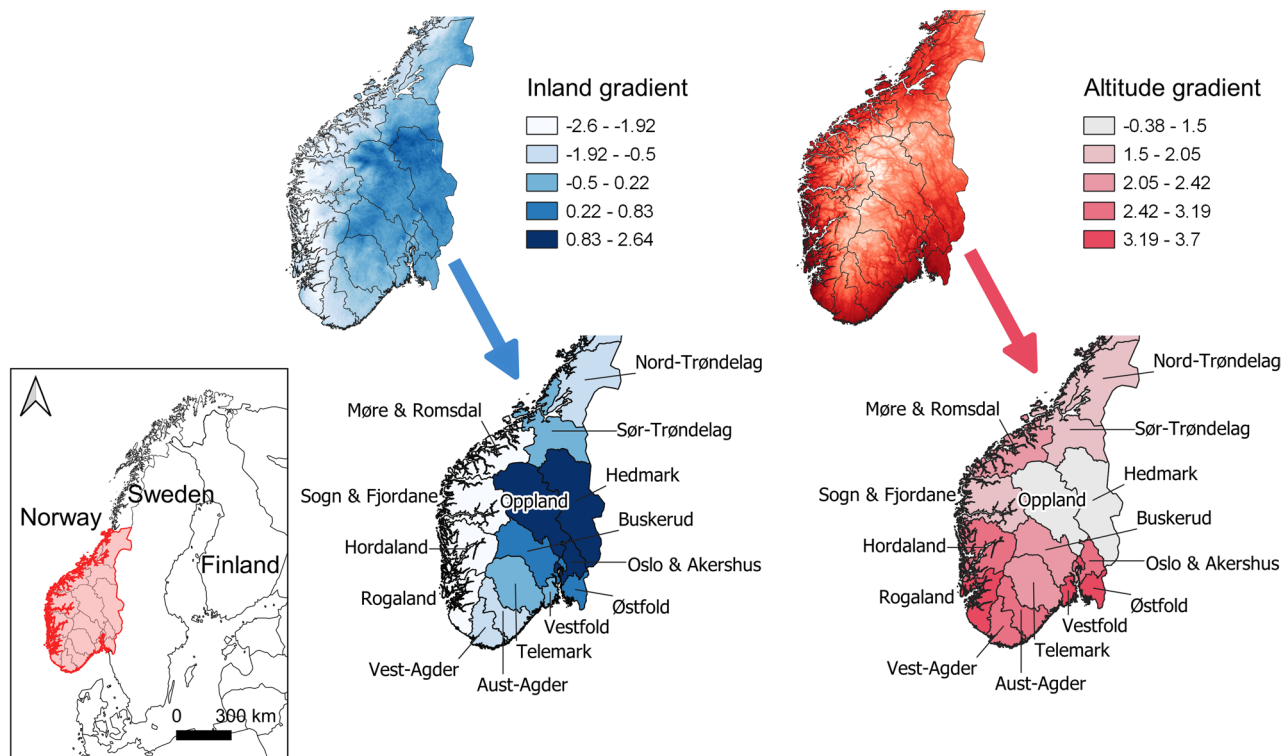 Inland gradient
-2.6 - -1.92
-1.92 - -0.5
-0.5 - 0.22
0.22 - 0.83
0.83 - 2.64
Altitude gradient
-0.38 - 1.5
1.5 - 2.05
2.05 - 2.42
2.42 - 3.19
3.19 - 3.7
Norway
Sweden
Finland
0 300 km
Nord-Trøndelag
Møre & Romsdal
Sør-Trøndelag
Hedmark
Sogn & Fjordane
Oppland
Buskerud
Hordaland
Oslo & Akershus
Rogaland
Østfold
Vestfold
Telemark
Vest-Agder
Aust-Agder
Nord-Trøndelag
Møre & Romsdal
Sør-Trøndelag
Hedmark
Sogn & Fjordane
Oppland
Buskerud
Hordaland
Oslo & Akershus
Rogaland
Østfold
Vestfold
Telemark
Vest-Agder
Aust-Agder